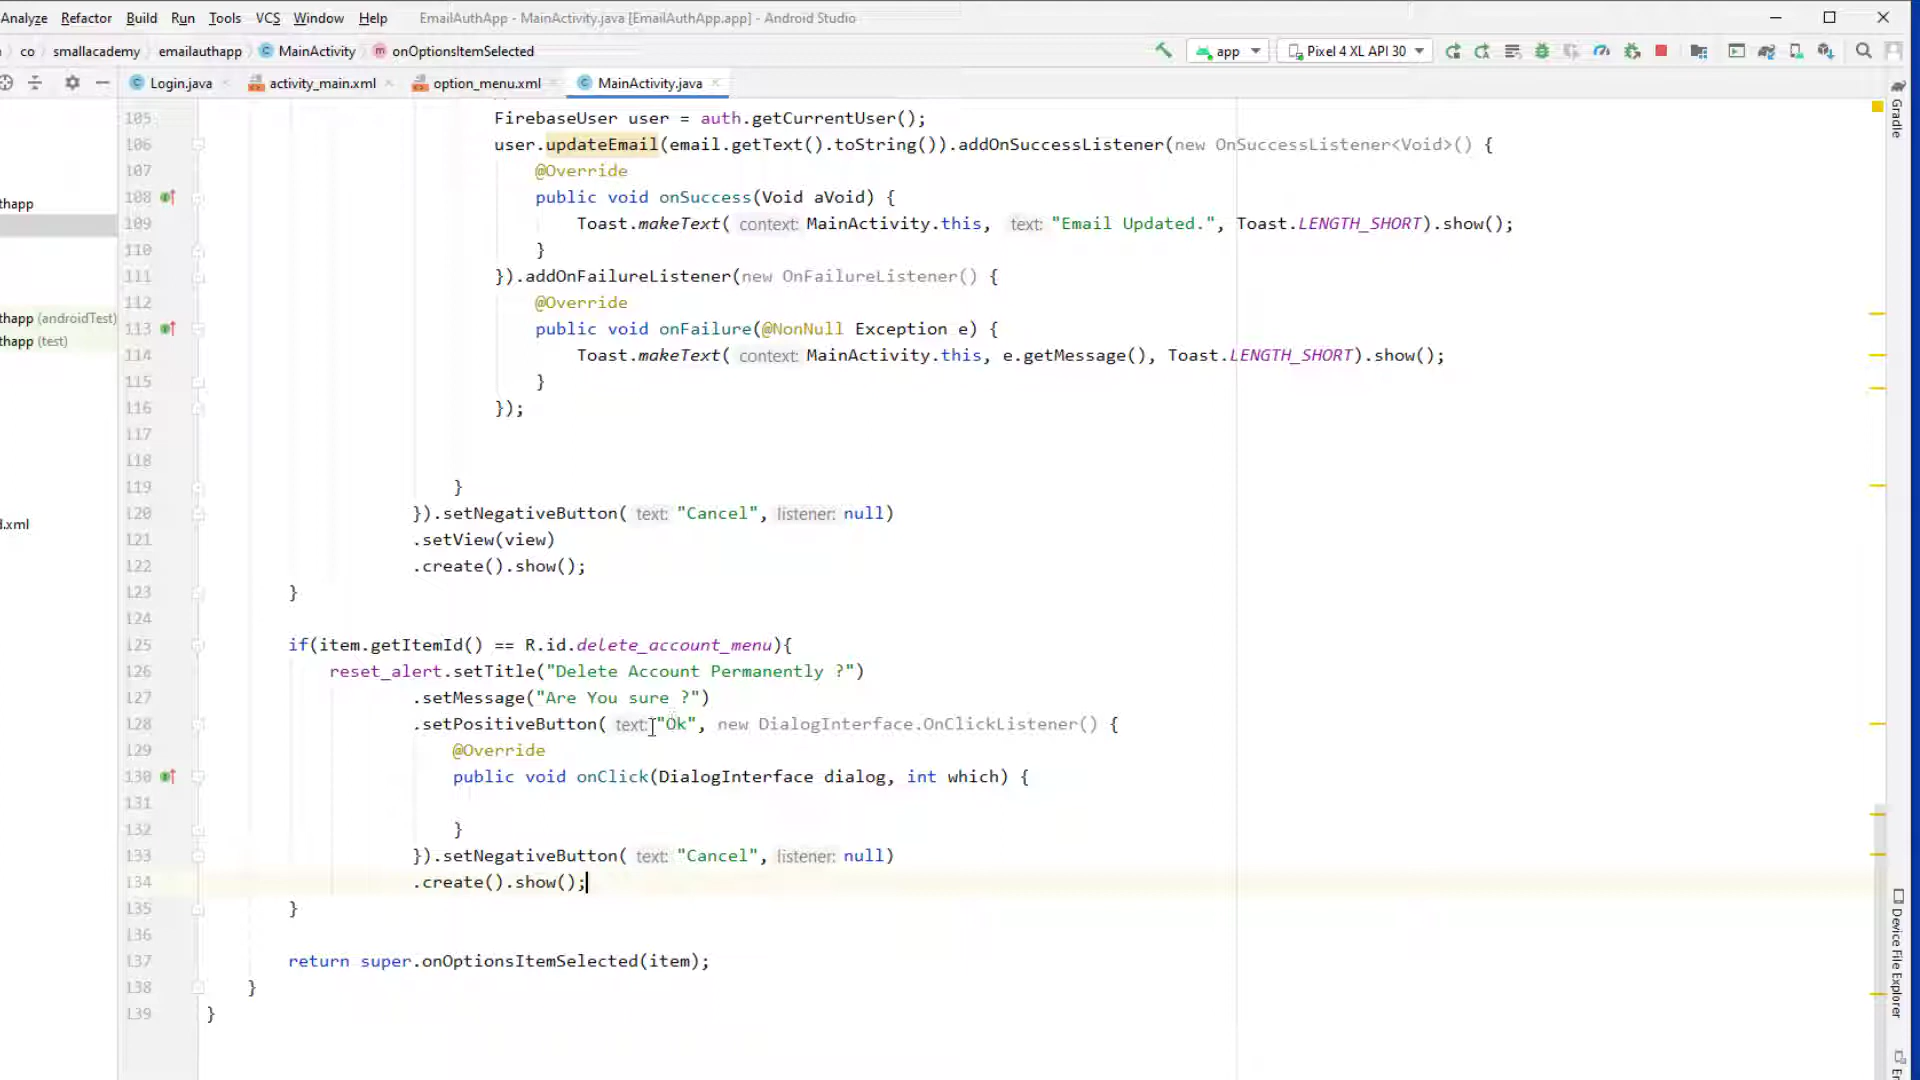 Analyze Refactor Build Run Tools VCS Window Help EmailAuthApp - MainActivity.java [EmailAuthApp.app] - Android Studio
co smallacademy emailauthapp MainActivity onOptionsItemSelected app Pixel 4 XL API 30
Login.java activity_main.xml option_menu.xml MainActivity.java
105 FirebaseUser user = auth.getCurrentUser();
106 user.updateEmail(email.getText().toString()).addOnSuccessListener(new OnSuccessListener<Void>() {
107 @Override
108 public void onSuccess(Void aVoid) {
109 Toast.makeText( context: MainActivity.this, text: "Email Updated.", Toast.LENGTH_SHORT).show();
110 }
111 }).addOnFailureListener(new OnFailureListener() {
112 @Override
113 public void onFailure(@NonNull Exception e) {
114 Toast.makeText( context: MainActivity.this, e.getMessage(), Toast.LENGTH_SHORT).show();
115 }
116 });
117
118
119 }
120 }).setNegativeButton( text: "Cancel", listener: null)
121 .setView(view)
122 .create().show();
123 }
124
125 if(item.getItemId() == R.id.delete_account_menu){
126 reset_alert.setTitle("Delete Account Permanently ?")
127 .setMessage("Are You sure ?")
128 .setPositiveButton( text: "Ok", new DialogInterface.OnClickListener() {
129 @Override
130 public void onClick(DialogInterface dialog, int which) {
131
132 }
133 }).setNegativeButton( text: "Cancel", listener: null)
134 .create().show();
135 }
136
137 return super.onOptionsItemSelected(item);
138 }
139 }
thapp
thapp (androidTest)
thapp (test)
d.xml
Gradle
Device File Explorer